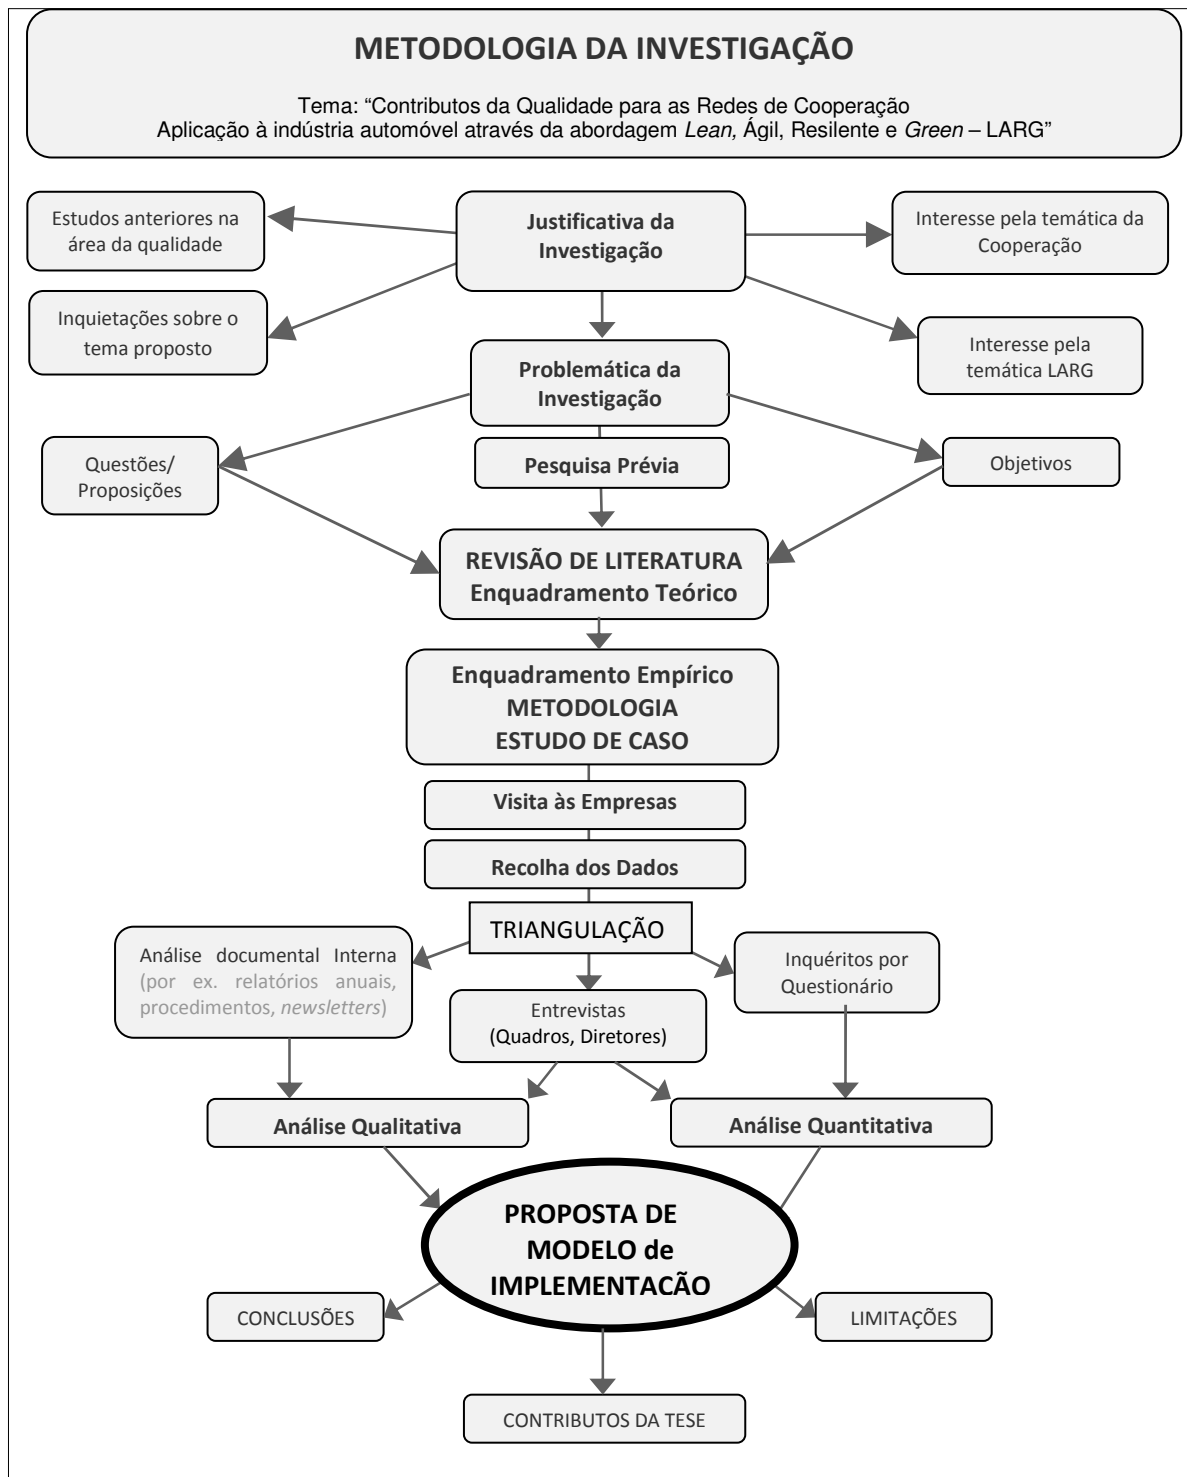 METODOLOGIA DA INVESTIGAÇÃO
Tema: “Contributos da Qualidade para as Redes de Cooperação
Aplicação à indústria automóvel através da abordagem Lean, Ágil, Resilente e Green – LARG”
Estudos anteriores na
área da qualidade
Justificativa da
Investigação
Interesse pela temática da
Cooperação
Inquietações sobre o
tema proposto
Interesse pela
temática LARG
Problemática da
Investigação
Questões/
Proposições
Pesquisa Prévia
Objetivos
REVISÃO DE LITERATURA
Enquadramento Teórico
Enquadramento Empírico
METODOLOGIA
ESTUDO DE CASO
Visita às Empresas
Recolha dos Dados
TRIANGULAÇÃO
Análise documental Interna
(por ex. relatórios anuais,
procedimentos, newsletters)
Entrevistas
(Quadros, Diretores)
Inquéritos por
Questionário
Análise Qualitativa
Análise Quantitativa
PROPOSTA DE
MODELO de
IMPLEMENTACÃO
CONCLUSÕES
LIMITAÇÕES
CONTRIBUTOS DA TESE